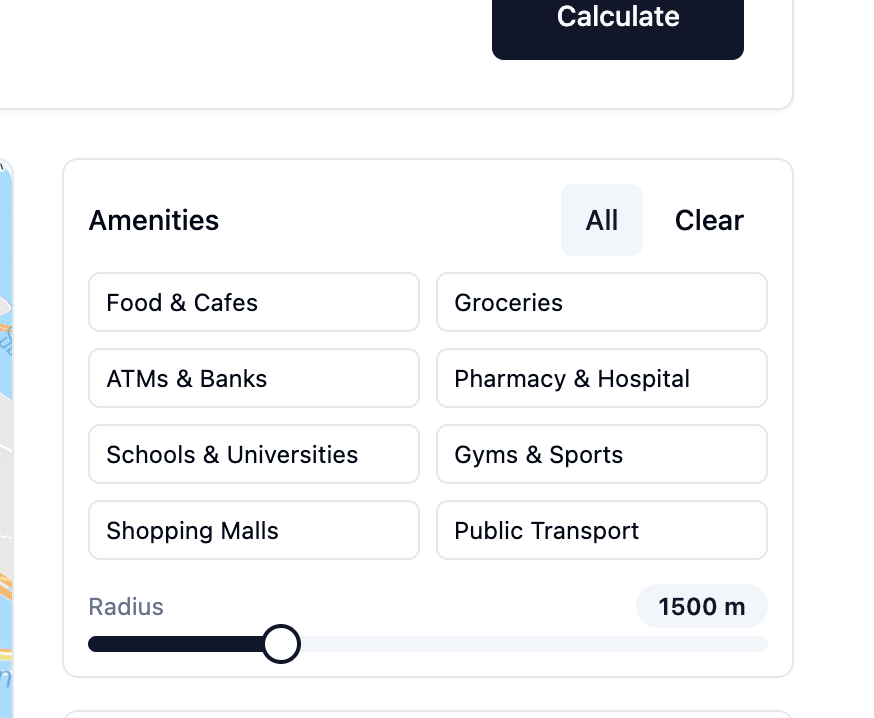 Calculate
Amenities
All
Clear
Food & Cafes
Groceries
ATMs & Banks
Pharmacy & Hospital
Schools & Universities
Gyms & Sports
Shopping Malls
Public Transport
Radius
1500 m